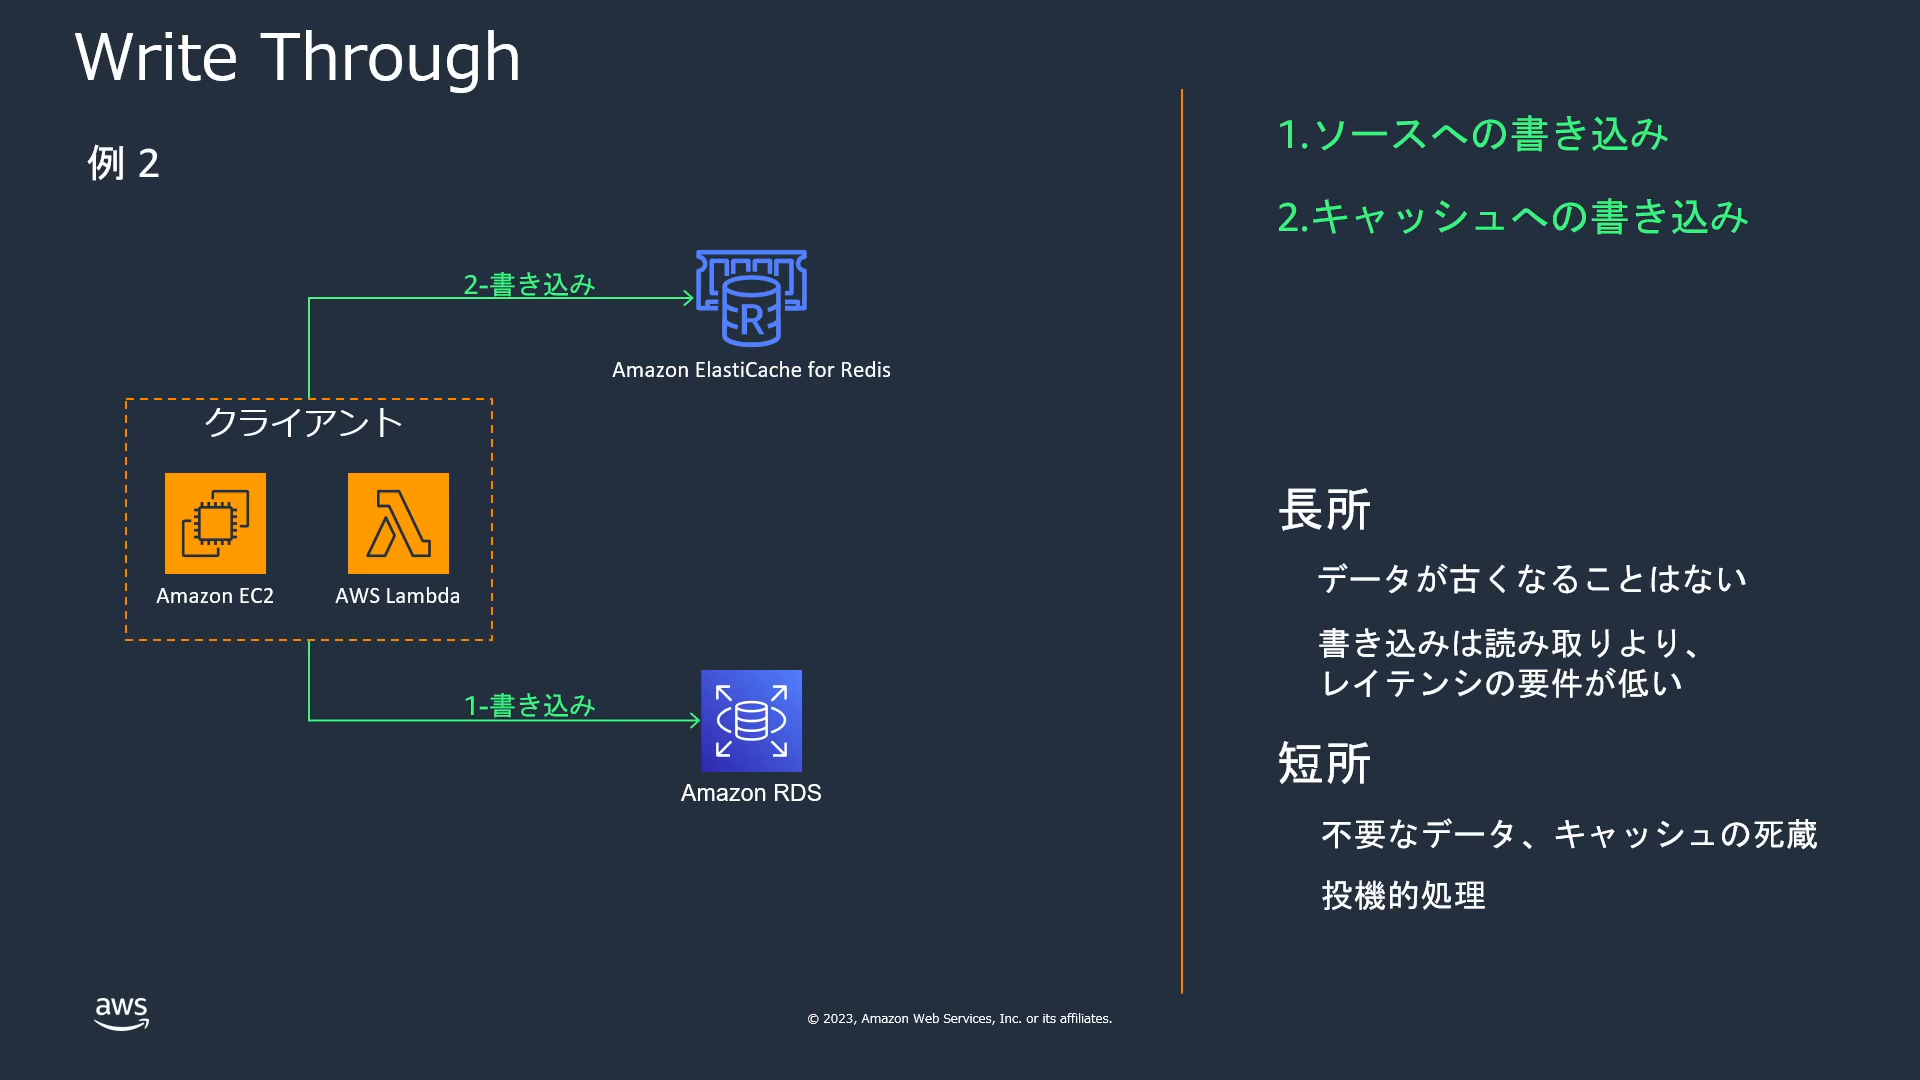 Write Through
例 2
2-書き込み
R
Amazon ElastiCache for Redis
クライアント
Amazon EC2
AWS Lambda
1-書き込み
Amazon RDS
1.ソースへの書き込み
2.キャッシュへの書き込み
長所
データが古くなることはない
書き込みは読み取りより、
レイテンシの要件が低い
短所
不要なデータ、キャッシュの死蔵
投機的処理
aws
© 2023, Amazon Web Services, Inc. or its affiliates.